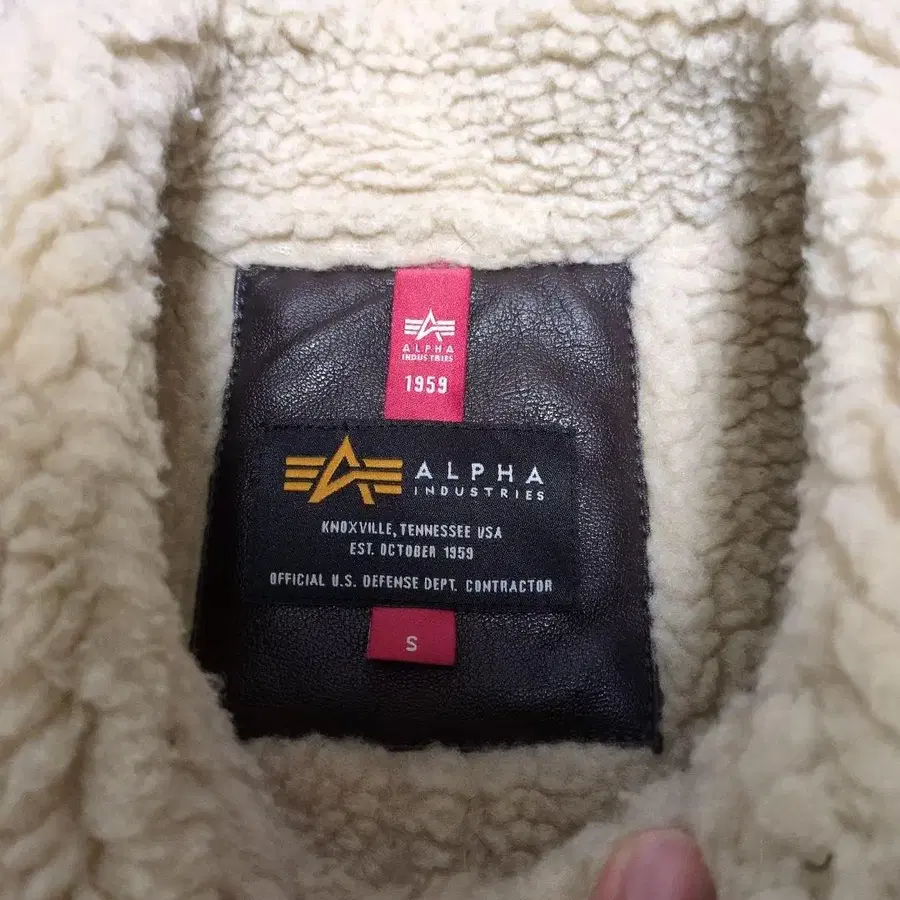 ALPHA
INDUSTRIES
1959
ALPHA
INDUSTRIES
KNOXVILLE, TENNESSEE USA
EST. OCTOBER 1959
OFFICIAL U.S. DEFENSE DEPT. CONTRACTOR
S